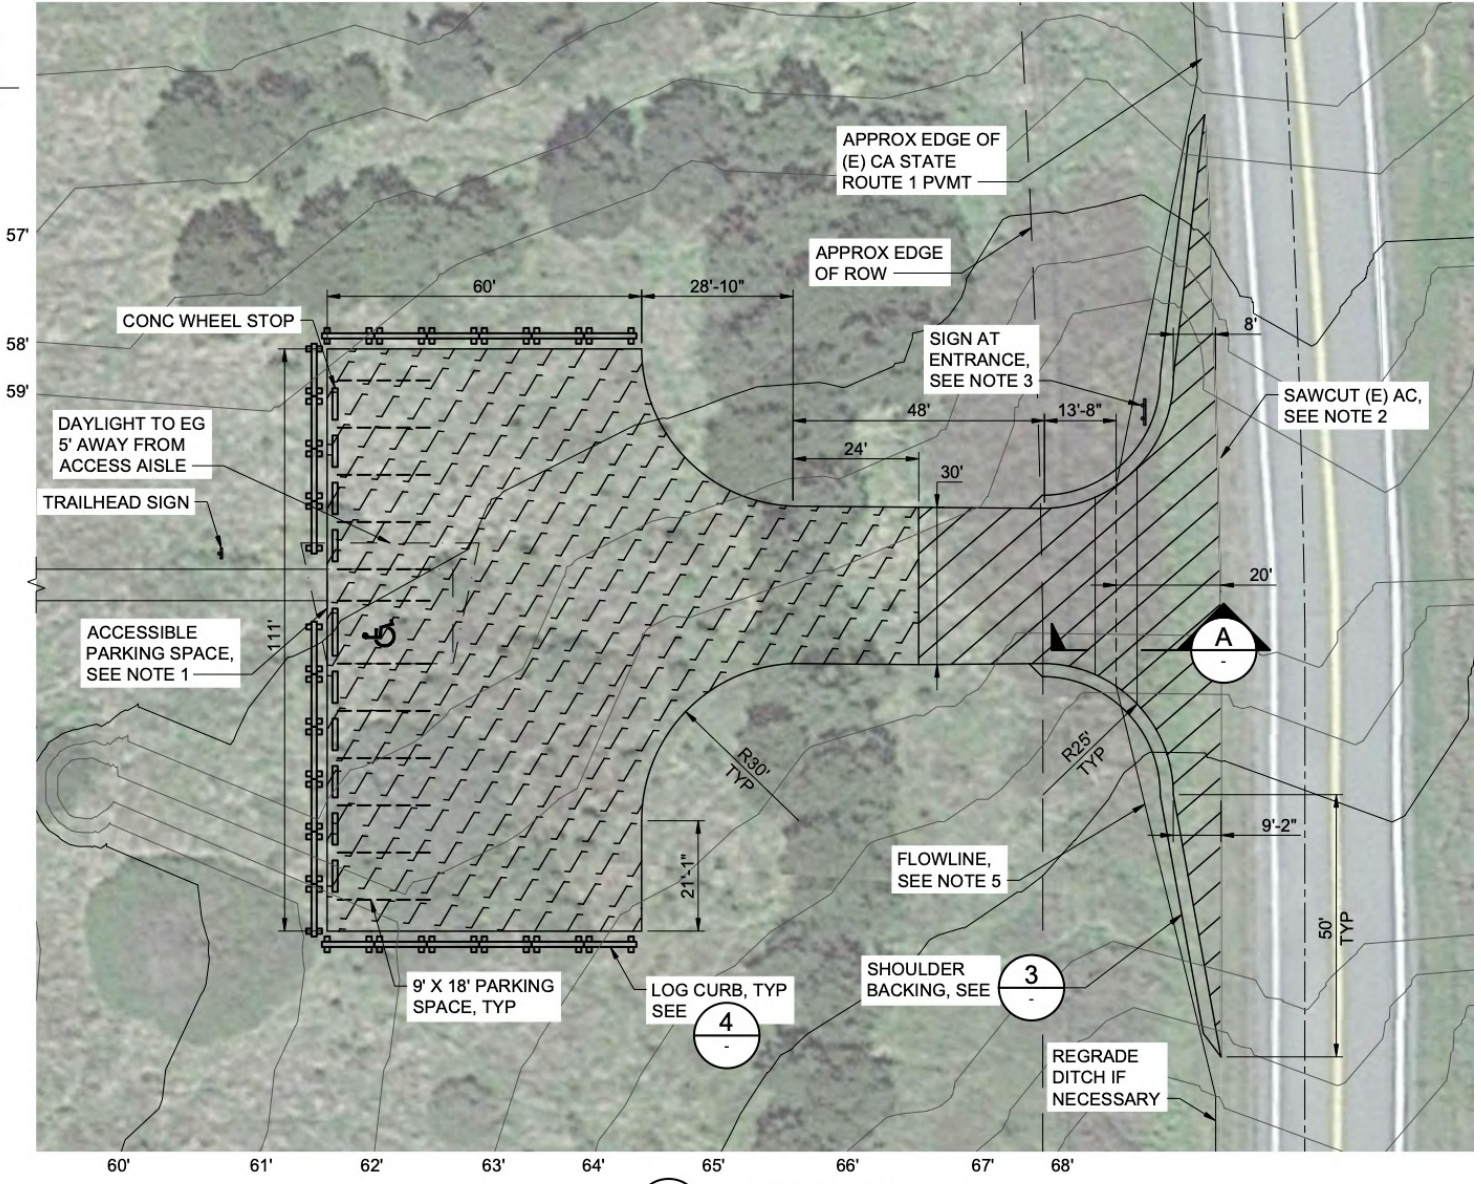 APPROX EDGE OF
(E) CA STATE
ROUTE 1 PVMT
57'
APPROX EDGE
OF ROW
60'
28'-10"
CONC WHEEL STOP
58'
SIGN AT
ENTRANCE,
SEE NOTE 3
8'
59'
SAWCUT (E) AC,
SEE NOTE 2
48'
13'-8"
DAYLIGHT TO EG
5' AWAY FROM
ACCESS AISLE
24'
30'
TRAILHEAD SIGN
20'
111'
ACCESSIBLE
PARKING SPACE,
SEE NOTE 1
A
-
R30'
TYP
R25'
TYP
9'-2"
21'-1"
FLOWLINE,
SEE NOTE 5
50'
TYP
SHOULDER
BACKING, SEE
3
-
9' X 18' PARKING
SPACE, TYP
LOG CURB, TYP
SEE
4
-
REGRADE
DITCH IF
NECESSARY
60'
61'
62'
63'
64'
65'
66'
67'
68'